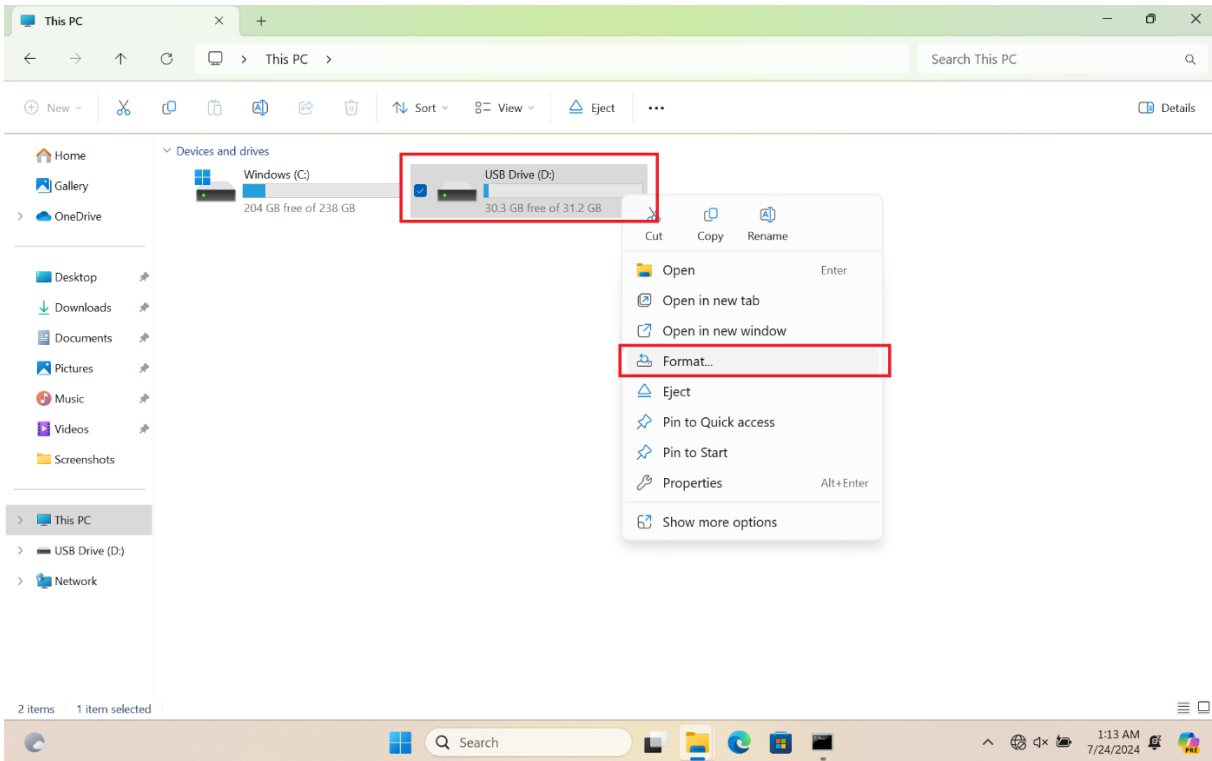 This PC
This PC
Search This PC
New
Sort
View
Eject
Details
Home
Gallery
OneDrive
Desktop
Downloads
Documents
Pictures
Music
Videos
Screenshots
This PC
USB Drive (D:)
Network
Devices and drives
Windows (C:)
204 GB free of 238 GB
USB Drive (D:)
30.3 GB free of 31.2 GB
Cut Copy Rename
Open Enter
Open in new tab
Open in new window
Format...
Eject
Pin to Quick access
Pin to Start
Properties Alt+Enter
Show more options
2 items 1 item selected
Search
1:13 AM
7/24/2024
PRE